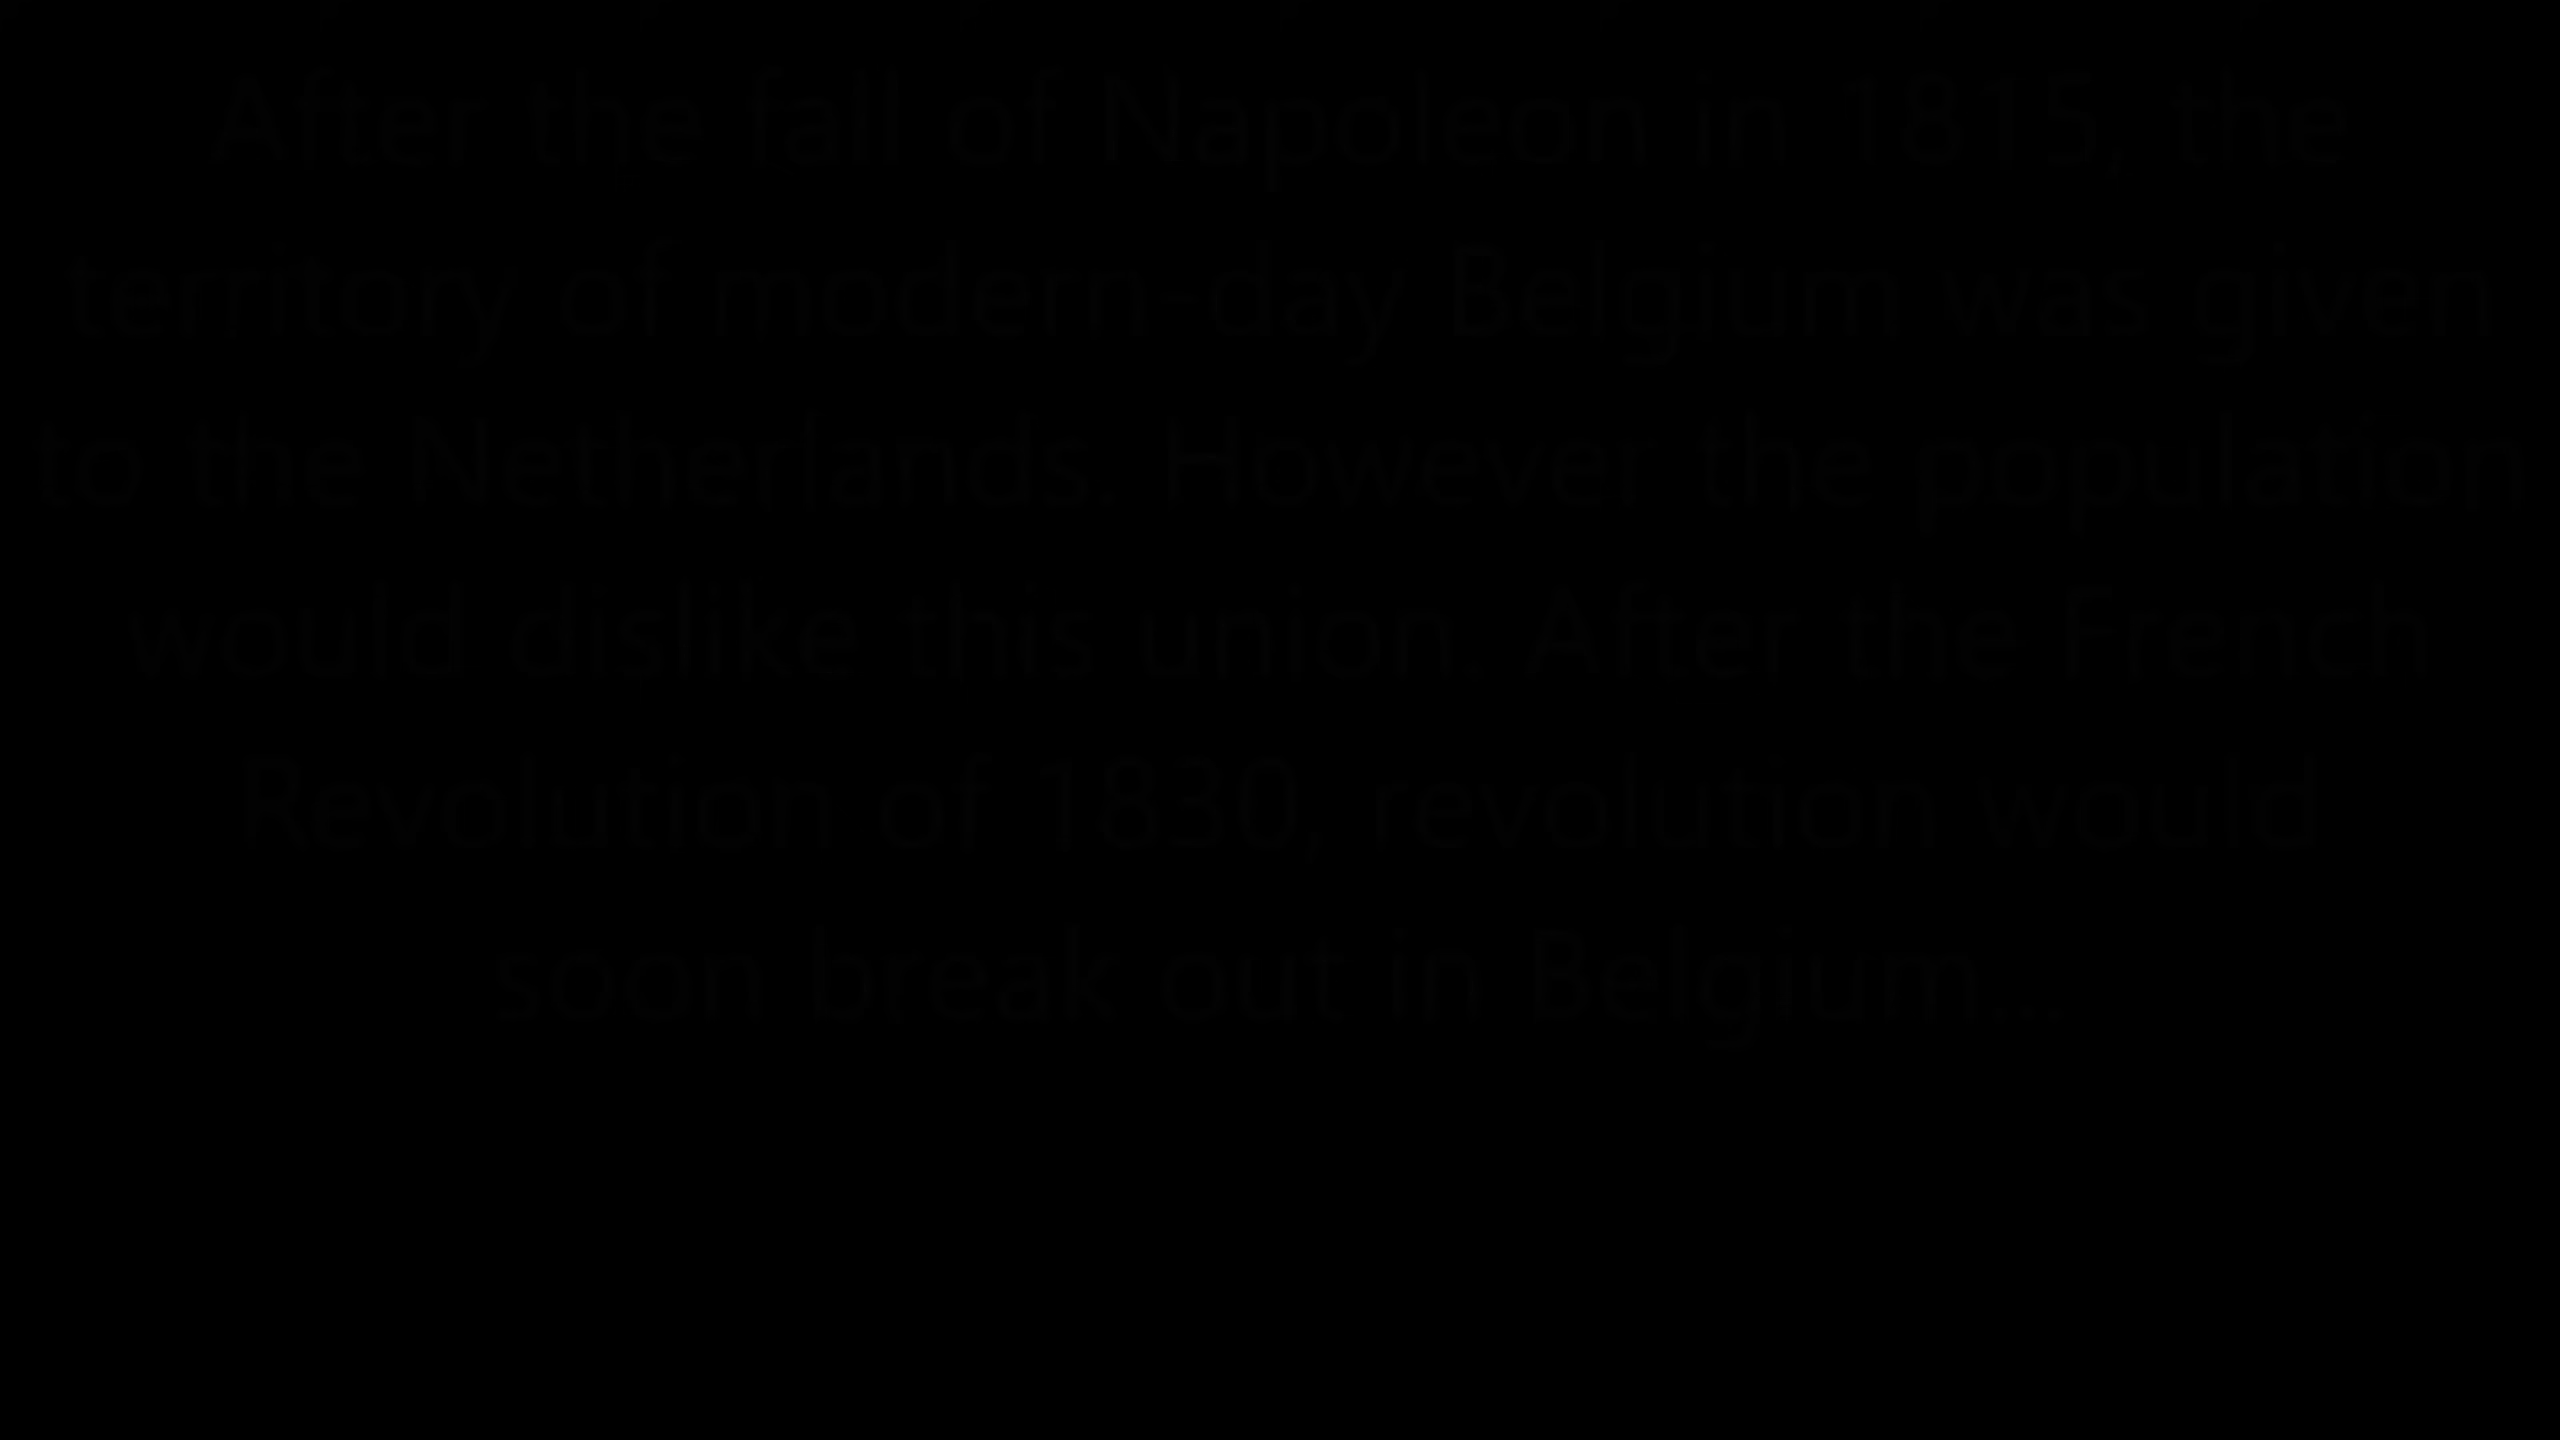 After the fall of Napoleon in 1815, the
territory of modern-day Belgium was given
to the Netherlands. However the population
would dislike this union. After the French
Revolution of 1830, revolution would
soon break out in Belgium...